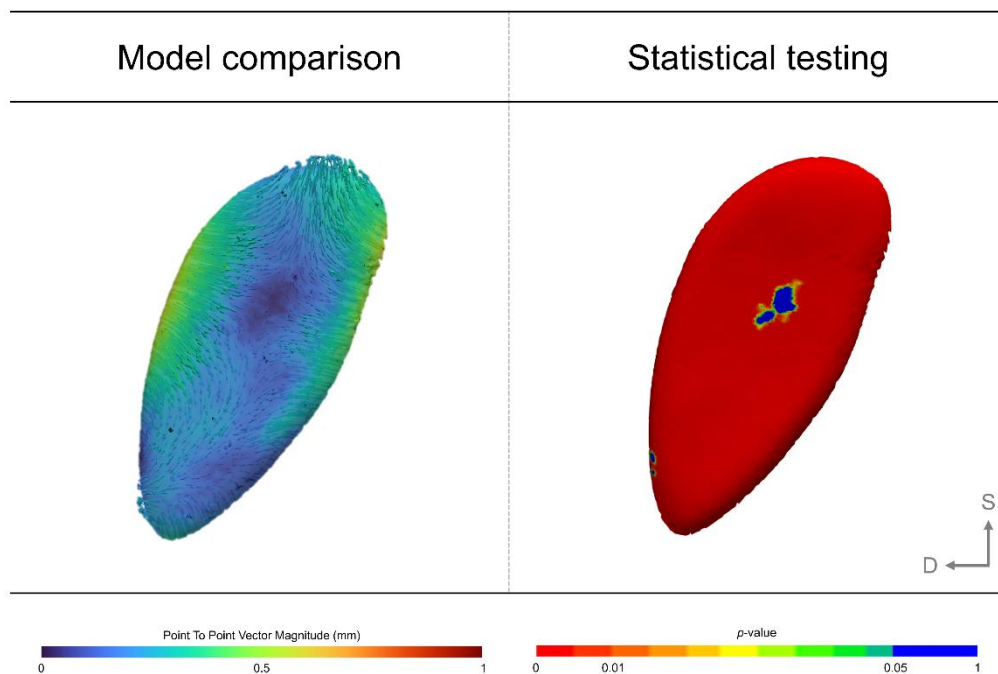 Model comparison
Statistical testing
S
D
Point To Point Vector Magnitude (mm)
0 0.5 1
p-value
0 0.01 0.05 1